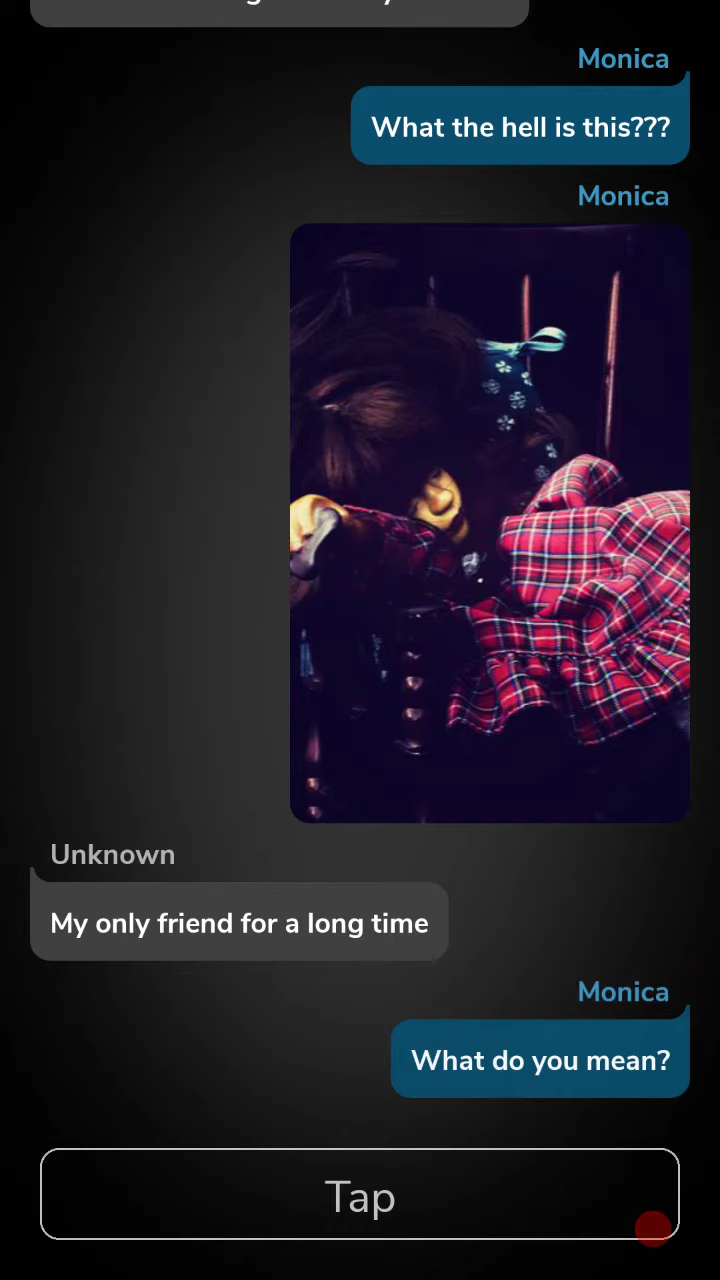 Monica
What the hell is this???
Monica
Unknown
My only friend for a long time
Monica
What do you mean?
Tap